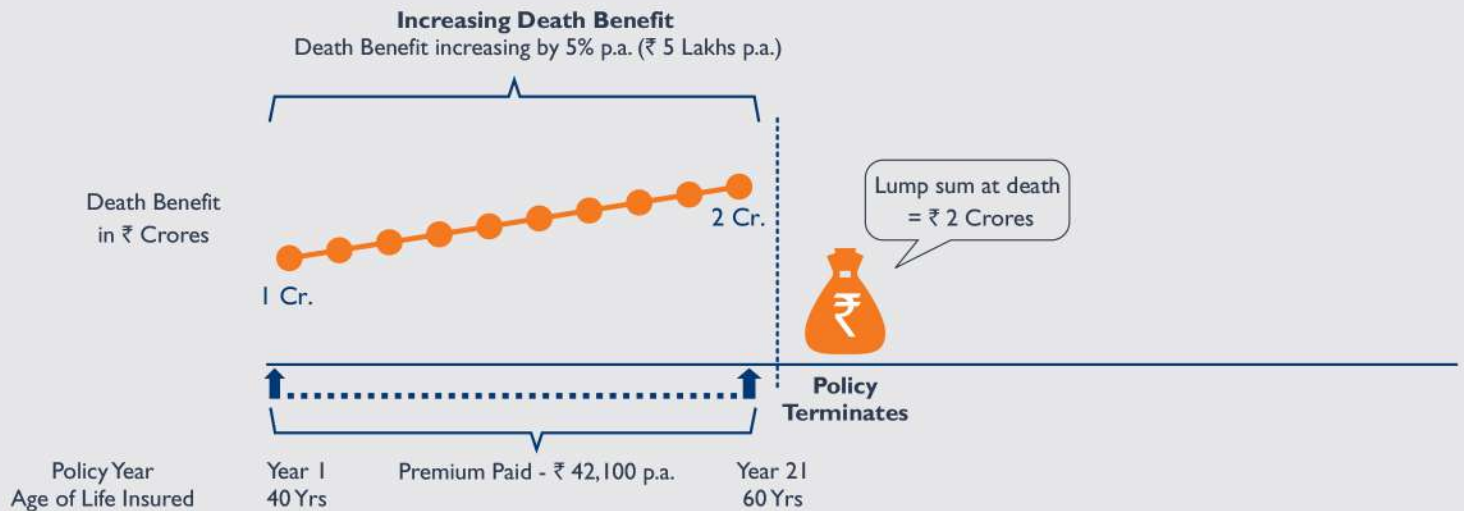 Increasing Death Benefit
Death Benefit increasing by 5% p.a. (₹ 5 Lakhs p.a.)
Death Benefit
in ₹ Crores
1 Cr.
2 Cr.
Lump sum at death
= ₹ 2 Crores
₹
Policy
Terminates
Policy Year
Age of Life Insured
Year 1
40 Yrs
Premium Paid - ₹ 42,100 p.a.
Year 21
60 Yrs